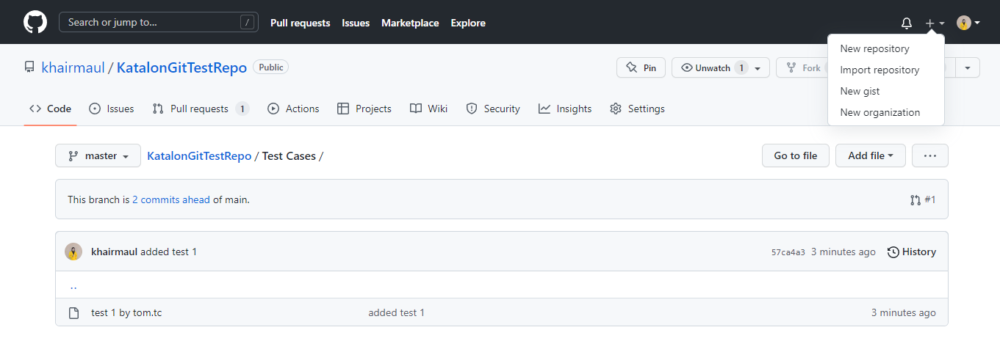 Search or jump to... / Pull requests Issues Marketplace Explore
New repository
Import repository
New gist
New organization
khairmaul / KatalonGitTestRepo Public Pin Unwatch 1 Fork
Code Issues Pull requests 1 Actions Projects Wiki Security Insights Settings
master KatalonGitTestRepo / Test Cases / Go to file Add file ...
This branch is 2 commits ahead of main. #1
khairmaul added test 1 57ca4a3 3 minutes ago History
..
test 1 by tom.tc added test 1 3 minutes ago